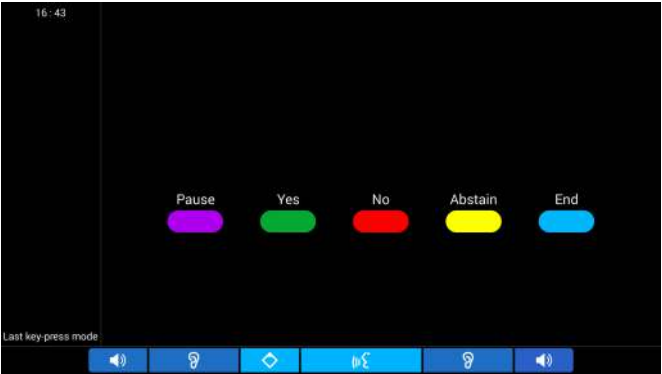 16:43
Pause Yes No Abstain End
Last key-press mode